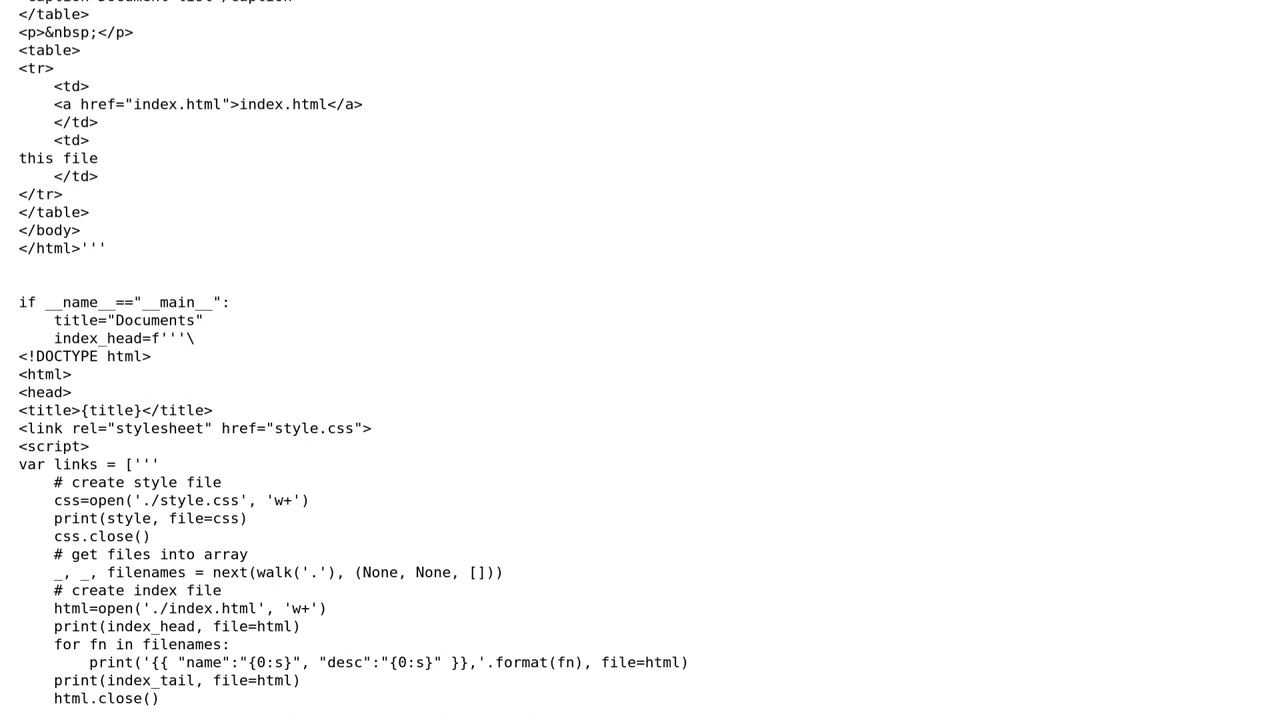 </table>
<p>&nbsp;</p>
<table>
<tr>
    <td>
    <a href="index.html">index.html</a>
    </td>
    <td>
this file
    </td>
</tr>
</table>
</body>
</html>'''
if __name__=="__main__":
    title="Documents"
    index_head=f'''\
<!DOCTYPE html>
<html>
<head>
<title>{title}</title>
<link rel="stylesheet" href="style.css">
<script>
var links = ['''
    # create style file
    css=open('./style.css', 'w+')
    print(style, file=css)
    css.close()
    # get files into array
    _, _, filenames = next(walk('.'), (None, None, []))
    # create index file
    html=open('./index.html', 'w+')
    print(index_head, file=html)
    for fn in filenames:
        print('{{ "name":"{0:s}", "desc":"{0:s}" }},'.format(fn), file=html)
    print(index_tail, file=html)
    html.close()